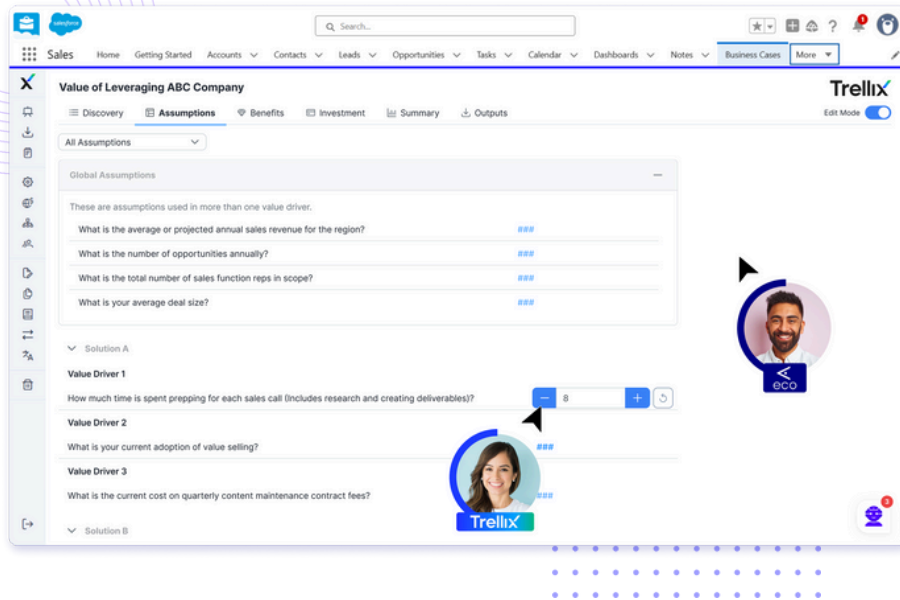 salesforce
Search...
1
Sales Home Getting Started Accounts Contacts Leads Opportunities Tasks Calendar Dashboards Notes Business Cases More
Value of Leveraging ABC Company
Trellix
Discovery Assumptions Benefits Investment Summary Outputs
Edit Mode
All Assumptions
Global Assumptions
These are assumptions used in more than one value driver.
What is the average or projected annual sales revenue for the region? ###
What is the number of opportunities annually? ###
What is the total number of sales function reps in scope? ###
What is your average deal size? ###
Solution A
eco
Value Driver 1
How much time is spent prepping for each sales call (Includes research and creating deliverables)? 8
Value Driver 2
What is your current adoption of value selling? ###
Value Driver 3
What is the current cost on quarterly content maintenance contract fees? ###
3
Trellix
Solution B